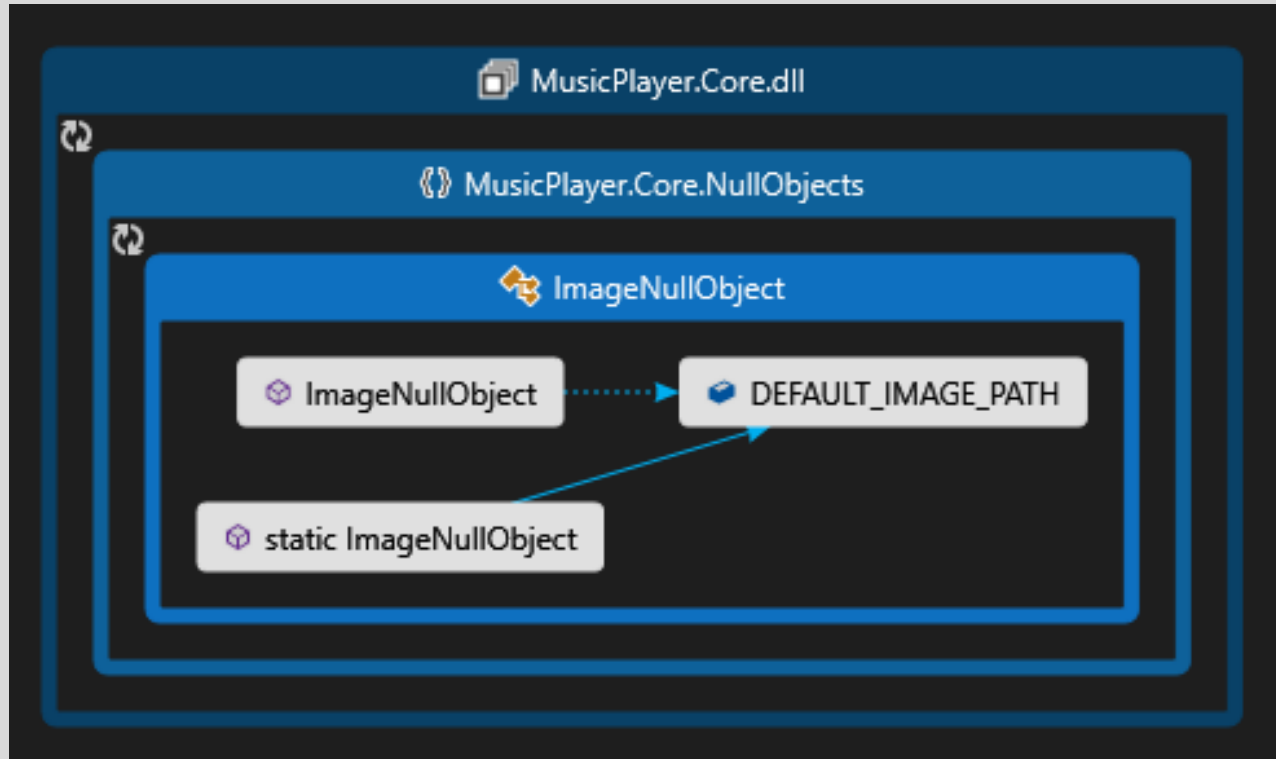 MusicPlayer.Core.dll
MusicPlayer.Core.NullObjects
ImageNullObject
ImageNullObject
DEFAULT_IMAGE_PATH
static ImageNullObject